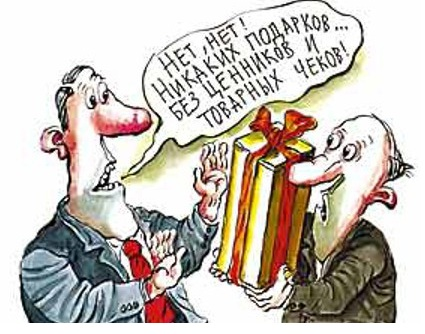 НЕТ, НЕТ!
НИКАКИХ ПОДАРКОВ...
БЕЗ ЦЕННИКОВ И
ТОВАРНЫХ ЧЕКОВ!